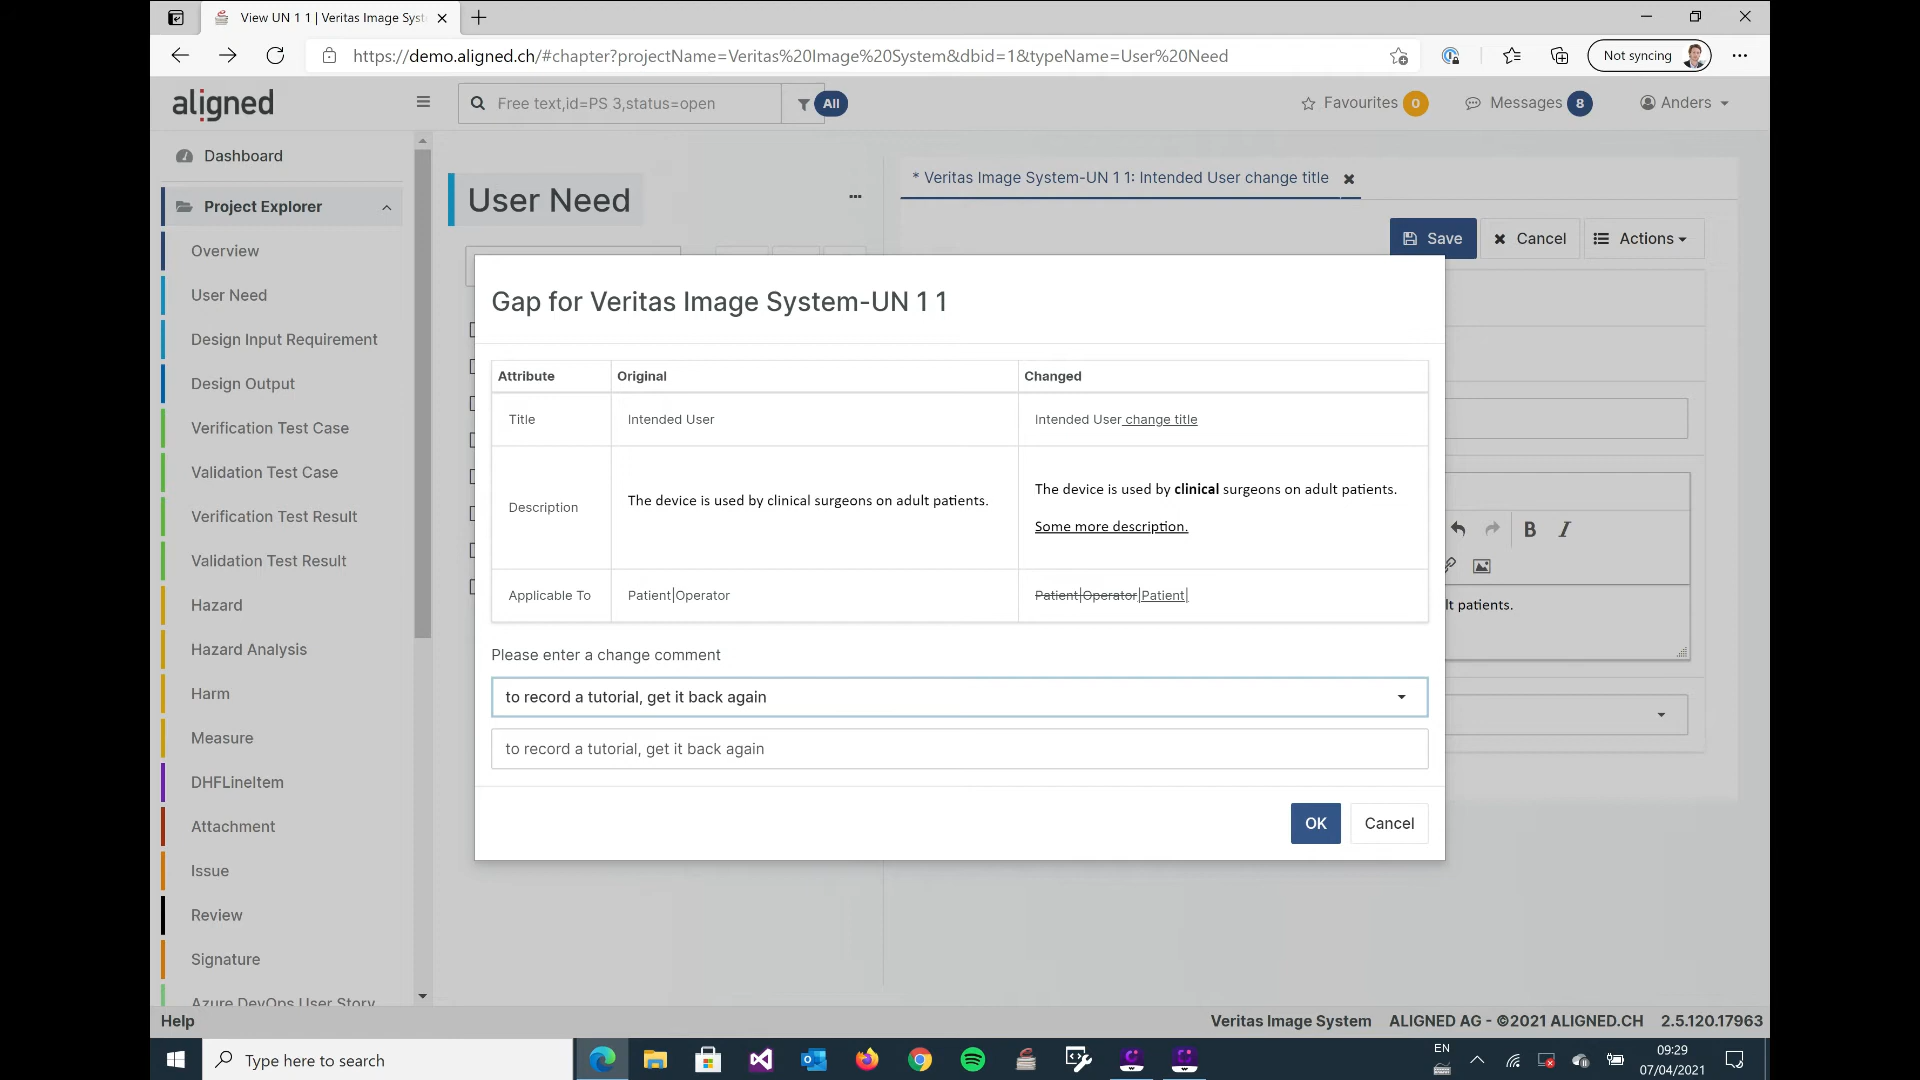 View UN 1 1 | Veritas Image Syst
https://demo.aligned.ch/#chapter?projectName=Veritas%20Image%20System&dbid=1&typeName=User%20Need
Not syncing
aligned
Free text,id=PS 3,status=open
All
Favourites 0
Messages 8
Anders
Dashboard
Project Explorer
Overview
User Need
Design Input Requirement
Design Output
Verification Test Case
Validation Test Case
Verification Test Result
Validation Test Result
Hazard
Hazard Analysis
Harm
Measure
DHFLineItem
Attachment
Issue
Review
Signature
Azure DevOps User Story
User Need
* Veritas Image System-UN 1 1: Intended User change title
Save
Cancel
Actions
B I
lt patients.
Gap for Veritas Image System-UN 1 1
Attribute Original Changed
Title Intended User Intended User change title
Description The device is used by clinical surgeons on adult patients. The device is used by clinical surgeons on adult patients.
Some more description.
Applicable To Patient|Operator Patient|Operator|Patient|
Please enter a change comment
to record a tutorial, get it back again
to record a tutorial, get it back again
OK
Cancel
Help
Veritas Image System ALIGNED AG - ©2021 ALIGNED.CH 2.5.120.17963
Type here to search
EN
09:29
07/04/2021